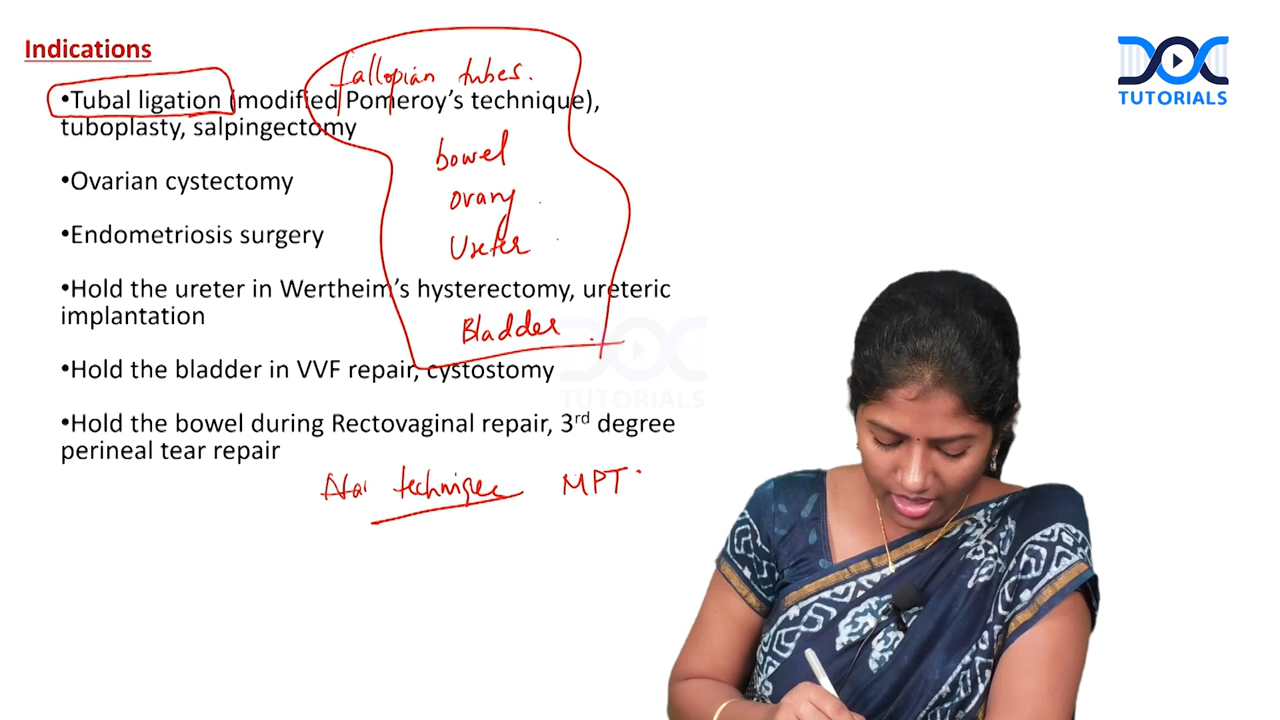 Indications
fallopian tubes.
•Tubal ligation (modified Pomeroy's technique),
tuboplasty, salpingectomy
bowel
•Ovarian cystectomy
ovary
•Endometriosis surgery
Ureter
•Hold the ureter in Wertheim's hysterectomy, ureteric
implantation
Bladder
•Hold the bladder in VVF repair, cystostomy
•Hold the bowel during Rectovaginal repair, 3rd degree
perineal tear repair
technique MPT
DOC
TUTORIALS
DOC
TUTORIALS